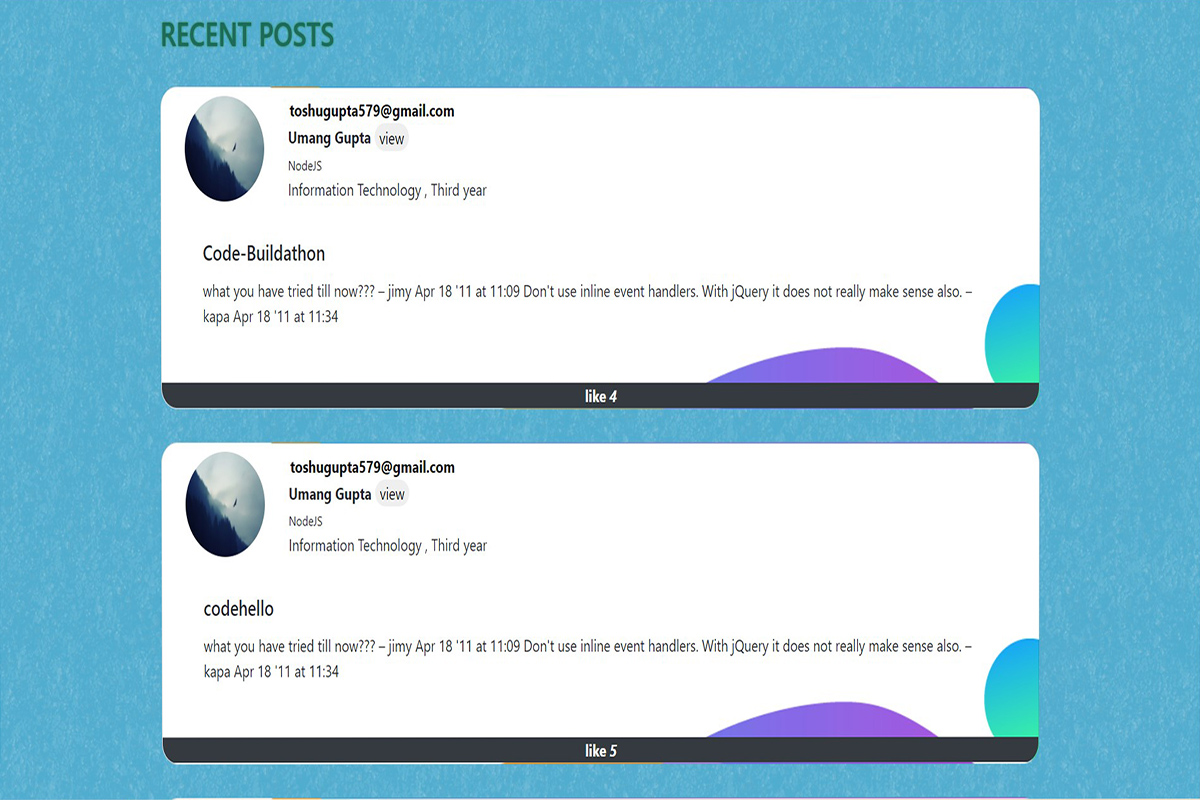 RECENT POSTS
toshugupta579@gmail.com
Umang Gupta view
NodeJS
Information Technology , Third year
Code-Buildathon
what you have tried till now??? – jimy Apr 18 '11 at 11:09 Don't use inline event handlers. With jQuery it does not really make sense also. –
kapa Apr 18 '11 at 11:34
like 4
toshugupta579@gmail.com
Umang Gupta view
NodeJS
Information Technology , Third year
codehello
what you have tried till now??? – jimy Apr 18 '11 at 11:09 Don't use inline event handlers. With jQuery it does not really make sense also. –
kapa Apr 18 '11 at 11:34
like 5